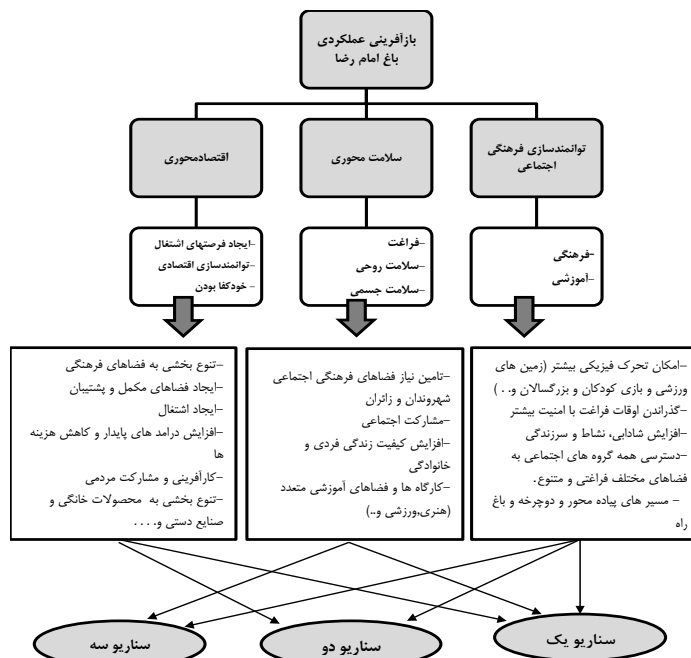 بازآفرینی عملکردی
باغ امام رضا
توانمندسازی فرهنگی
اجتماعی
سلامت محوری
اقتصادمحوری
-فرهنگی
-آموزشی
-فراغت
-سلامت روحی
-سلامت جسمی
-ایجاد فرصتهای اشتغال
-توانمندسازی اقتصادی
- خودکفا بودن
-امکان تحرک فیزیکی بیشتر (زمین های
ورزشی و بازی کودکان و بزرگسالان و. . )
-گذراندن اوقات فراغت با امنیت بیشتر
-افزایش شادابی، نشاط و سرزندگی
-دسترسی همه گروه های اجتماعی به
فضاهای مختلف فراغتی و متنوع.
- مسیر های پیاده محور و دوچرخه و باغ
راه
-تامین نیاز فضاهای فرهنگی اجتماعی
شهروندان و زائران
-مشارکت اجتماعی
-افزایش کیفیت زندگی فردی و
خانوادگی
-کارگاه ها و فضاهای آموزشی متعدد
(هنری,ورزشی و..)
-تنوع بخشی به فضاهای فرهنگی
-ایجاد فضاهای مکمل و پشتیبان
-ایجاد اشتغال
-افزایش درامد های پایدار و کاهش هزینه
ها
-کارآفرینی و مشارکت مردمی
-تنوع بخشی به محصولات خانگی و
صنایع دستی و. . . .
سناریو یک
سناریو دو
سناریو سه